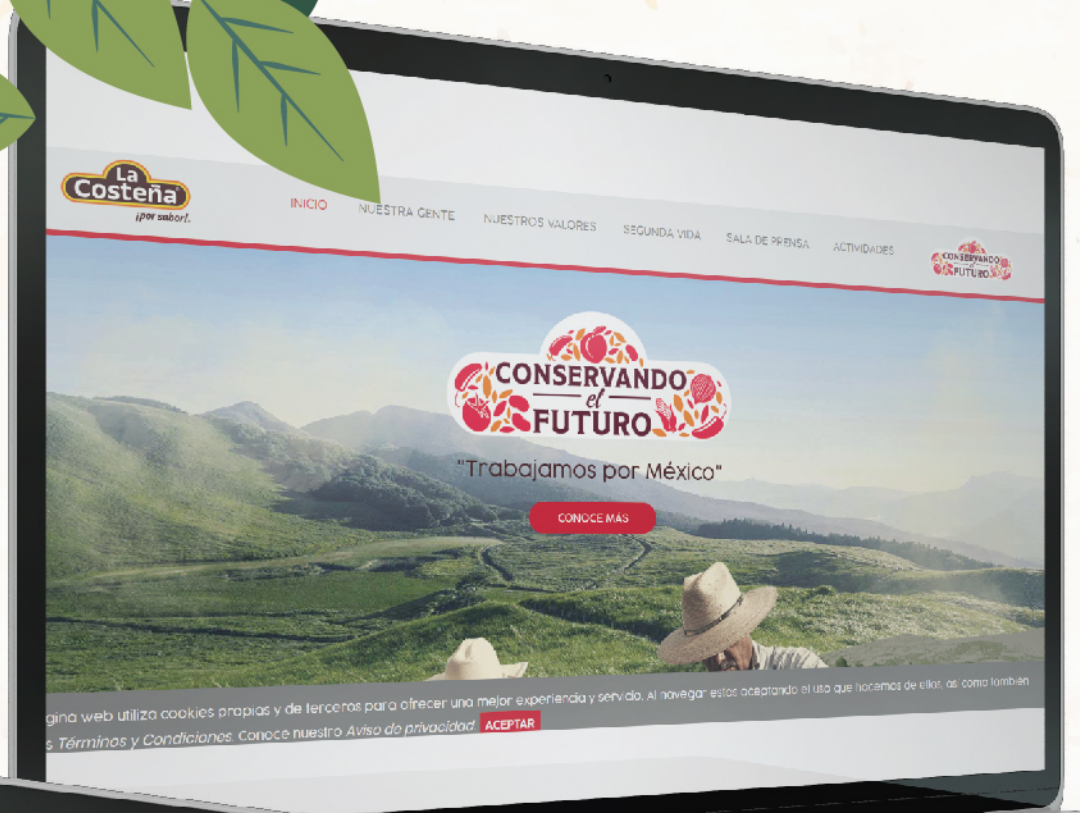 La
Costeña
¡por sabor!.
INICIO
NUESTRA GENTE
NUESTROS VALORES
SEGUNDA VIDA
SALA DE PRENSA
ACTIVIDADES
CONSERVANDO
el
FUTURO
CONSERVANDO
el
FUTURO
"Trabajamos por México"
CONOCE MÁS
gina web utiliza cookies propias y de terceros para ofrecer una mejor experiencia y servicio. Al navegar estas aceptando el uso que hacemos de ellas, así como también
s Términos y Condiciones. Conoce nuestro Aviso de privacidad ACEPTAR